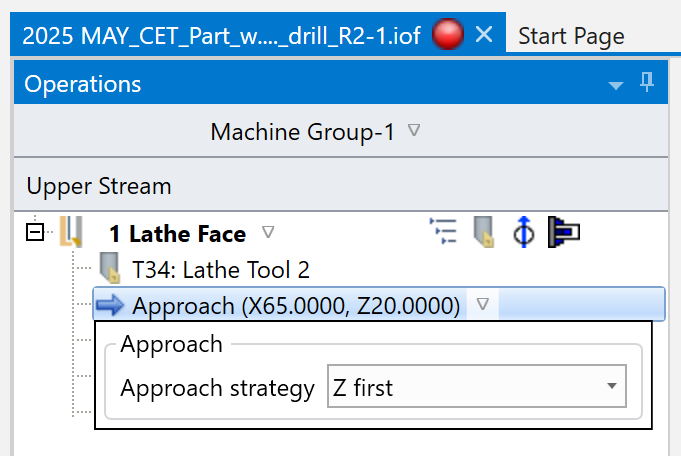 2025 MAY_CET_Part_w...._drill_R2-1.iof Start Page
Operations
Machine Group-1
Upper Stream
1 Lathe Face
T34: Lathe Tool 2
Approach (X65.0000, Z20.0000)
Approach
Approach strategy Z first